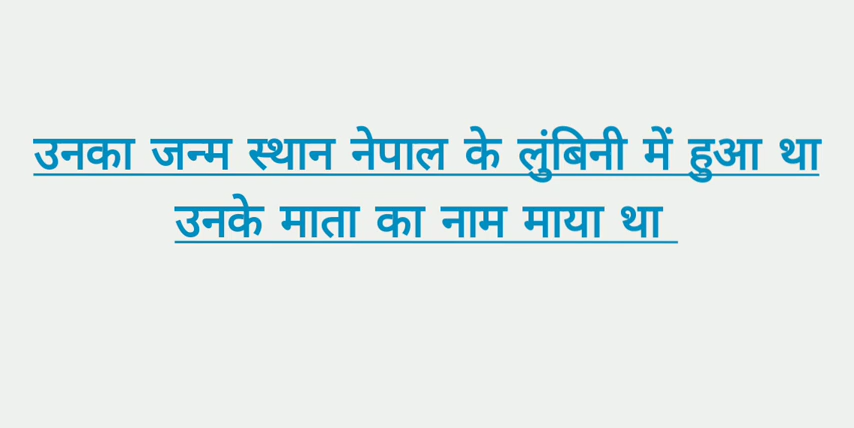 उनका जन्म स्थान नेपाल के लुंबिनी में हुआ था
उनके माता का नाम माया था